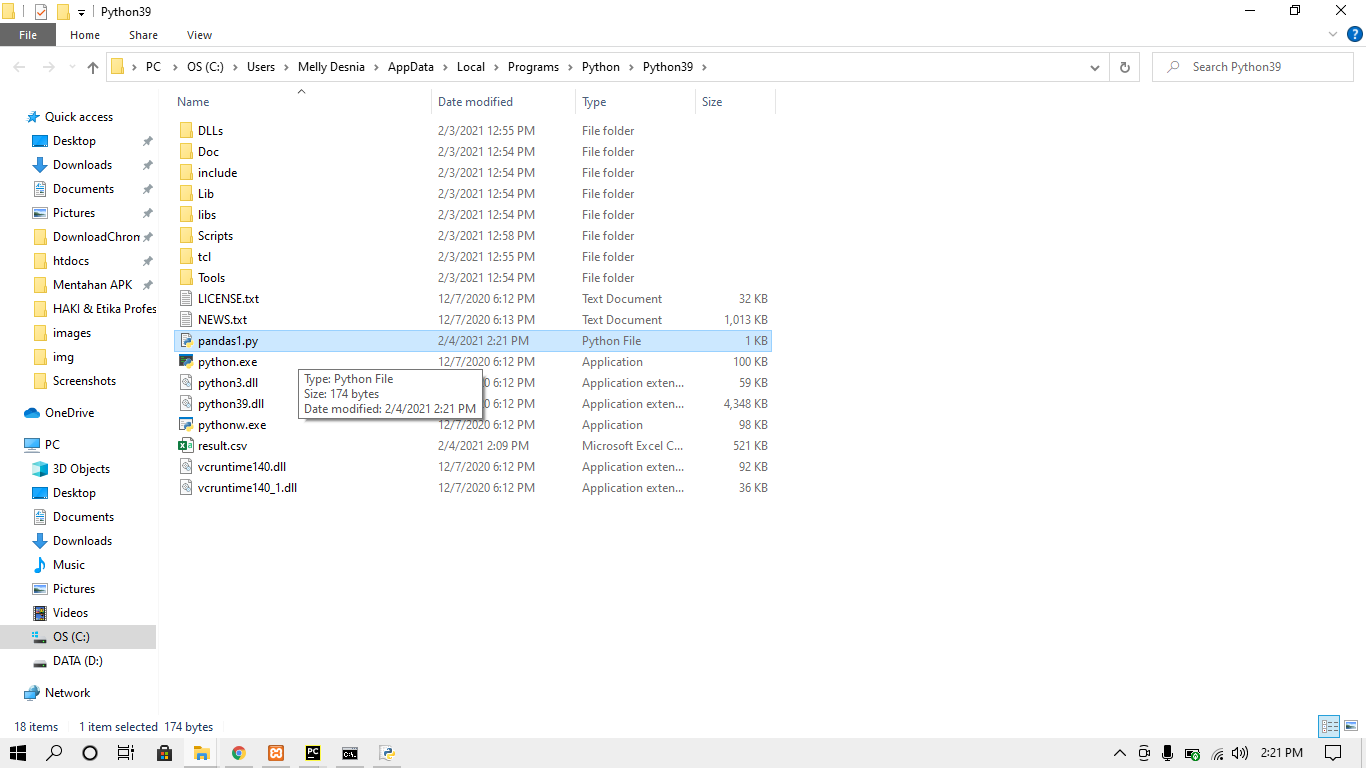 Python39
File Home Share View
PC OS (C:) Users Melly Desnia AppData Local Programs Python Python39
Search Python39
Name Date modified Type Size
Quick access
Desktop
Downloads
Documents
Pictures
DownloadChrom
htdocs
Mentahan APK
HAKI & Etika Profes
images
img
Screenshots
OneDrive
PC
3D Objects
Desktop
Documents
Downloads
Music
Pictures
Videos
OS (C:)
DATA (D:)
Network
DLLs 2/3/2021 12:55 PM File folder
Doc 2/3/2021 12:54 PM File folder
include 2/3/2021 12:54 PM File folder
Lib 2/3/2021 12:54 PM File folder
libs 2/3/2021 12:54 PM File folder
Scripts 2/3/2021 12:58 PM File folder
tcl 2/3/2021 12:55 PM File folder
Tools 2/3/2021 12:54 PM File folder
LICENSE.txt 12/7/2020 6:12 PM Text Document 32 KB
NEWS.txt 12/7/2020 6:13 PM Text Document 1,013 KB
pandas1.py 2/4/2021 2:21 PM Python File 1 KB
python.exe 12/7/2020 6:12 PM Application 100 KB
python3.dll 0 6:12 PM Application exten... 59 KB
python39.dll 0 6:12 PM Application exten... 4,348 KB
pythonw.exe 12/7/2020 6:12 PM Application 98 KB
result.csv 2/4/2021 2:09 PM Microsoft Excel C... 521 KB
vcruntime140.dll 12/7/2020 6:12 PM Application exten... 92 KB
vcruntime140_1.dll 12/7/2020 6:12 PM Application exten... 36 KB
Type: Python File
Size: 174 bytes
Date modified: 2/4/2021 2:21 PM
18 items 1 item selected 174 bytes
2:21 PM